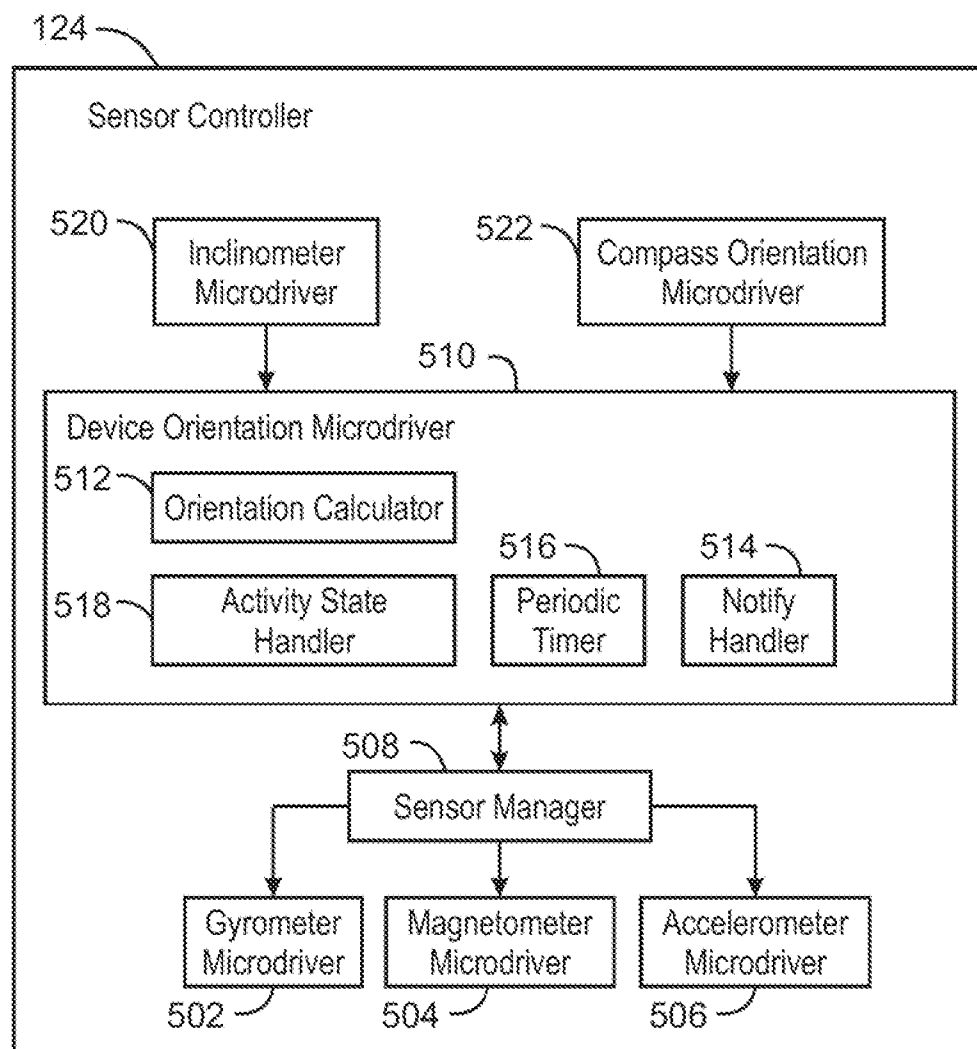 124
Sensor Controller
520
Inclinometer
Microdriver
522
Compass Orientation
Microdriver
510
Device Orientation Microdriver
512
Orientation Calculator
518
Activity State
Handler
516
Periodic
Timer
514
Notify
Handler
508
Sensor Manager
Gyrometer
Microdriver
502
Magnetometer
Microdriver
504
Accelerometer
Microdriver
506